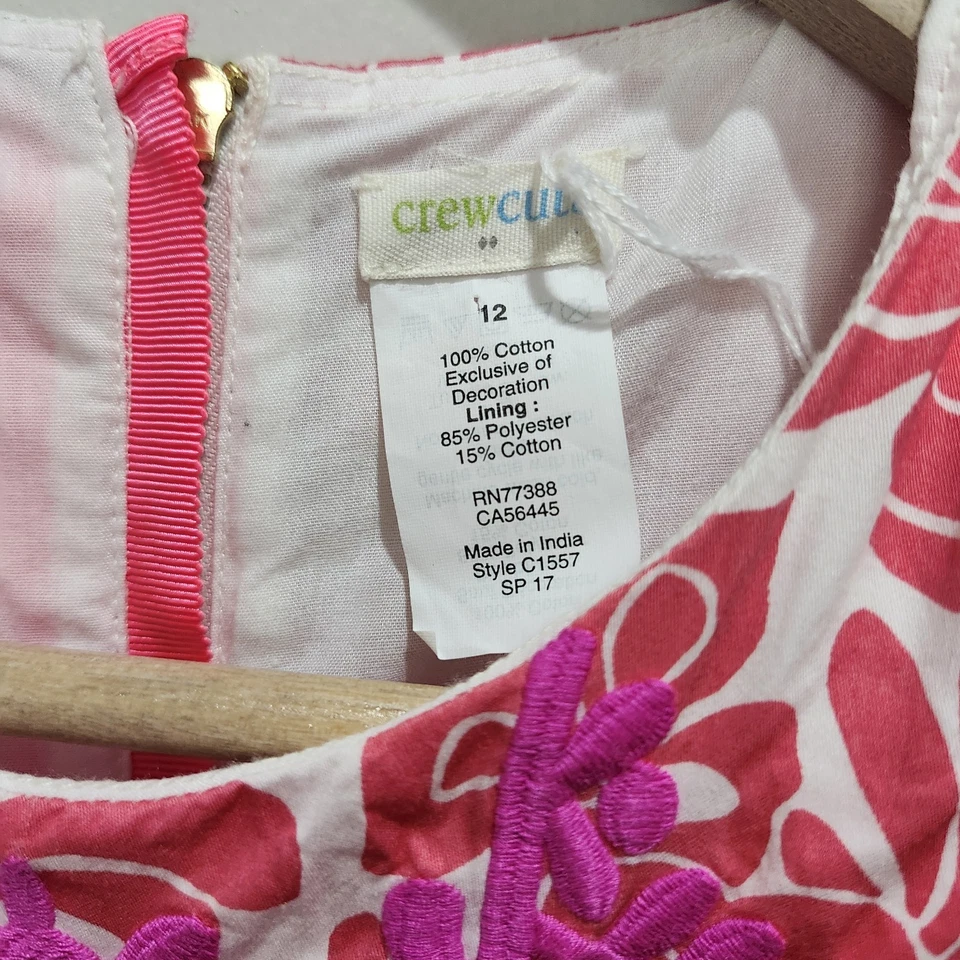 crewcuts
12
100% Cotton
Exclusive of
Decoration
Lining :
85% Polyester
15% Cotton
RN77388
CA56445
Made in India
Style C1557
SP 17